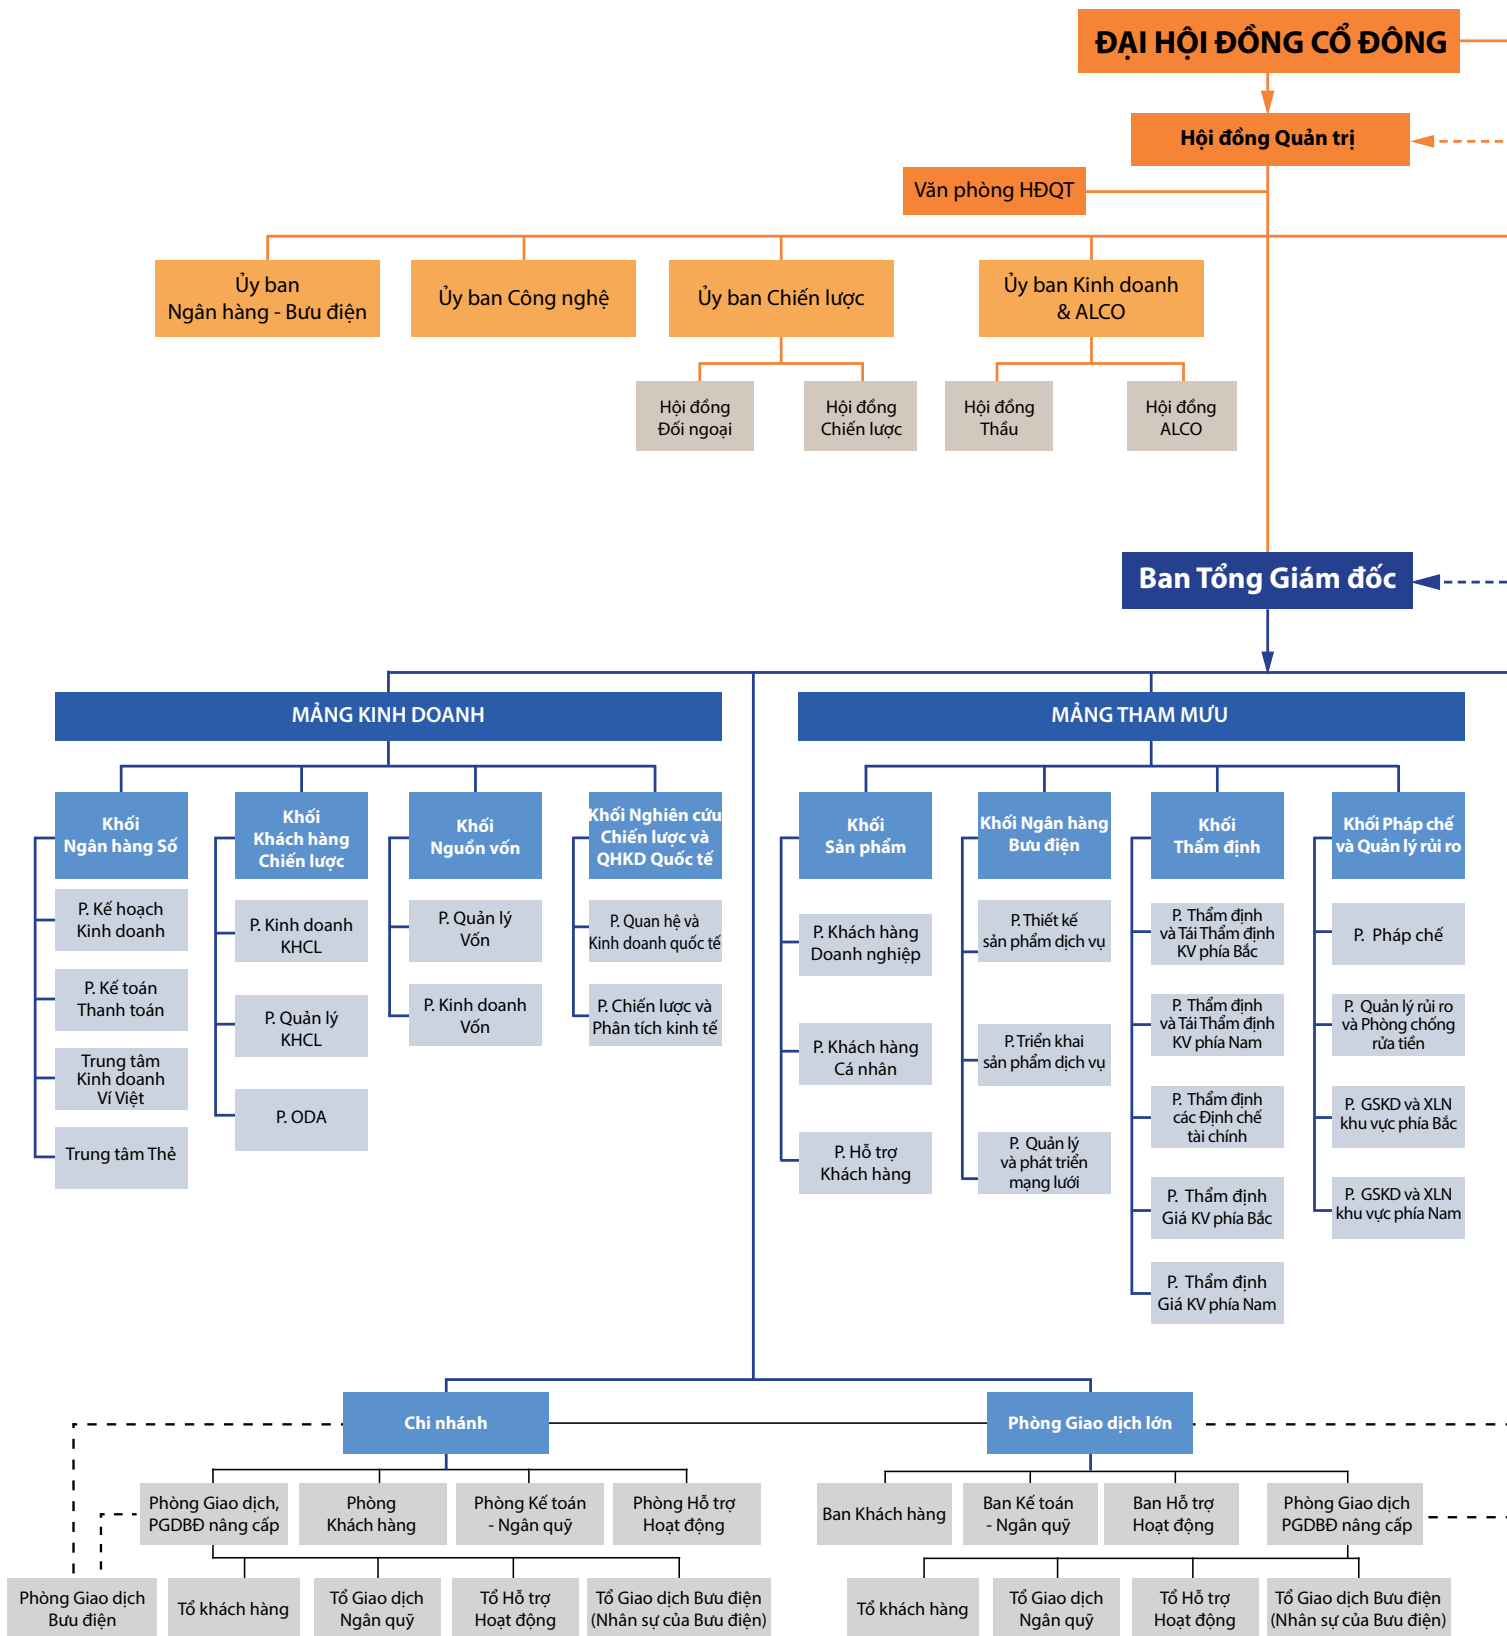 ĐẠI HỘI ĐỒNG CỔ ĐÔNG
Hội đồng Quản trị
Văn phòng HĐQT
Ủy ban
Ngân hàng - Bưu điện
Ủy ban Công nghệ
Ủy ban Chiến lược
Ủy ban Kinh doanh
& ALCO
Hội đồng
Đối ngoại
Hội đồng
Chiến lược
Hội đồng
Thầu
Hội đồng
ALCO
Ban Tổng Giám đốc
MẢNG KINH DOANH
MẢNG THAM MƯU
Khối
Ngân hàng Số
P. Kế hoạch
Kinh doanh
P. Kế toán
Thanh toán
Trung tâm
Kinh doanh
Ví Việt
Trung tâm Thẻ
Khối
Khách hàng
Chiến lược
P. Kinh doanh
KHCL
P. Quản lý
KHCL
P. ODA
Khối
Nguồn vốn
P. Quản lý
Vốn
P. Kinh doanh
Vốn
Khối Nghiên cứu
Chiến lược và
QHKD Quốc tế
P. Quan hệ và
Kinh doanh quốc tế
P. Chiến lược và
Phân tích kinh tế
Khối
Sản phẩm
P. Khách hàng
Doanh nghiệp
P. Khách hàng
Cá nhân
P. Hỗ trợ
Khách hàng
Khối Ngân hàng
Bưu điện
P. Thiết kế
sản phẩm dịch vụ
P. Triển khai
sản phẩm dịch vụ
P. Quản lý
và phát triển
mạng lưới
Khối
Thẩm định
P. Thẩm định
và Tái Thẩm định
KV phía Bắc
P. Thẩm định
và Tái Thẩm định
KV phía Nam
P. Thẩm định
các Định chế
tài chính
P. Thẩm định
Giá KV phía Bắc
P. Thẩm định
Giá KV phía Nam
Khối Pháp chế
và Quản lý rủi ro
P. Pháp chế
P. Quản lý rủi ro
và Phòng chống
rửa tiền
P. GSKD và XLN
khu vực phía Bắc
P. GSKD và XLN
khu vực phía Nam
Chi nhánh
Phòng Giao dịch lớn
Phòng Giao dịch,
PGDBĐ nâng cấp
Phòng
Khách hàng
Phòng Kế toán
- Ngân quỹ
Phòng Hỗ trợ
Hoạt động
Ban Khách hàng
Ban Kế toán
- Ngân quỹ
Ban Hỗ trợ
Hoạt động
Phòng Giao dịch
PGDBĐ nâng cấp
Phòng Giao dịch
Bưu điện
Tổ khách hàng
Tổ Giao dịch
Ngân quỹ
Tổ Hỗ trợ
Hoạt động
Tổ Giao dịch Bưu điện
(Nhân sự của Bưu điện)
Tổ khách hàng
Tổ Giao dịch
Ngân quỹ
Tổ Hỗ trợ
Hoạt động
Tổ Giao dịch Bưu điện
(Nhân sự của Bưu điện)